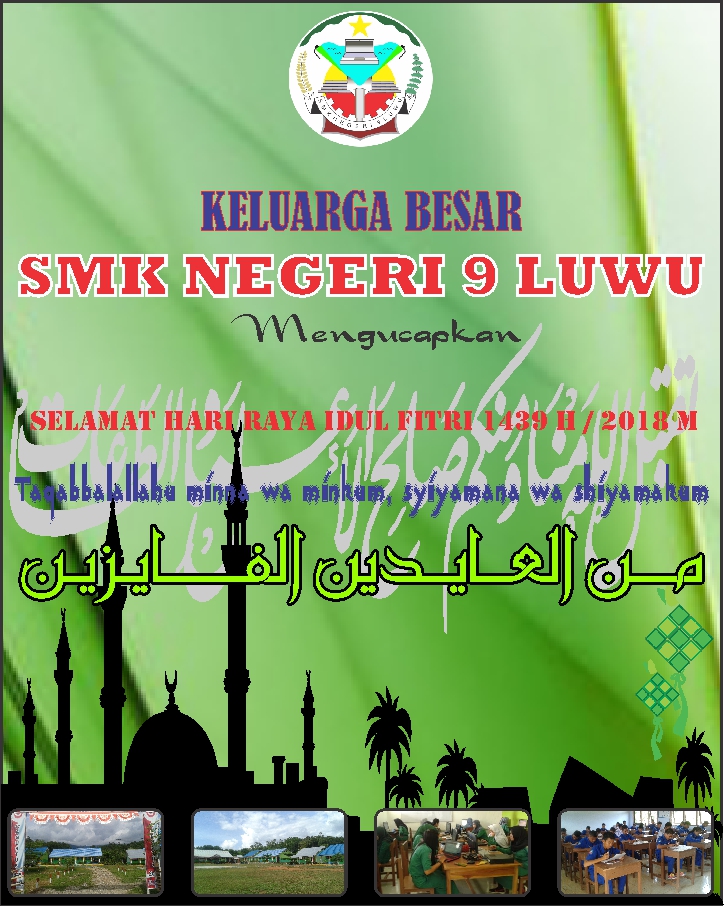 KELUARGA BESAR
SMK NEGERI 9 LUWU
Mengucapkan
SELAMAT HARI RAYA IDUL FITRI 1439 H / 2018 M
Taqabbalallahu minna wa minkum, syiyamana wa shiyamakum
من العايدين الفايزين